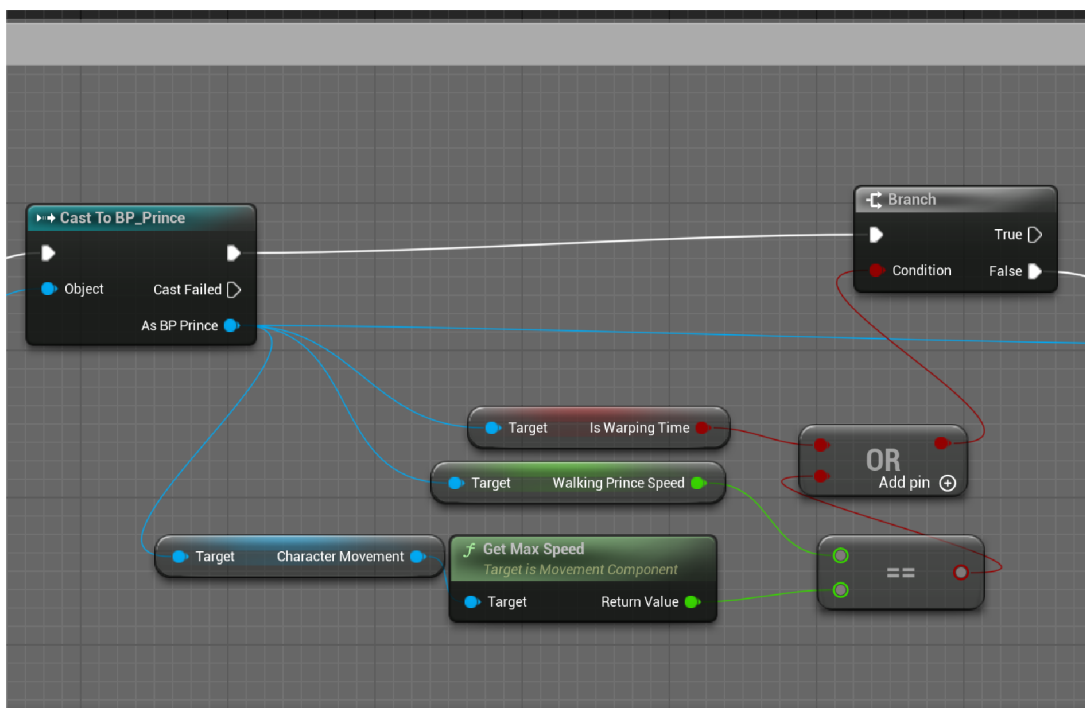 Cast To BP_Prince
Object
Cast Failed
As BP Prince
Branch
True
Condition
False
Target
Is Warping Time
Target
Walking Prince Speed
OR
Add pin
Target
Character Movement
f Get Max Speed
Target is Movement Component
Target
Return Value
==